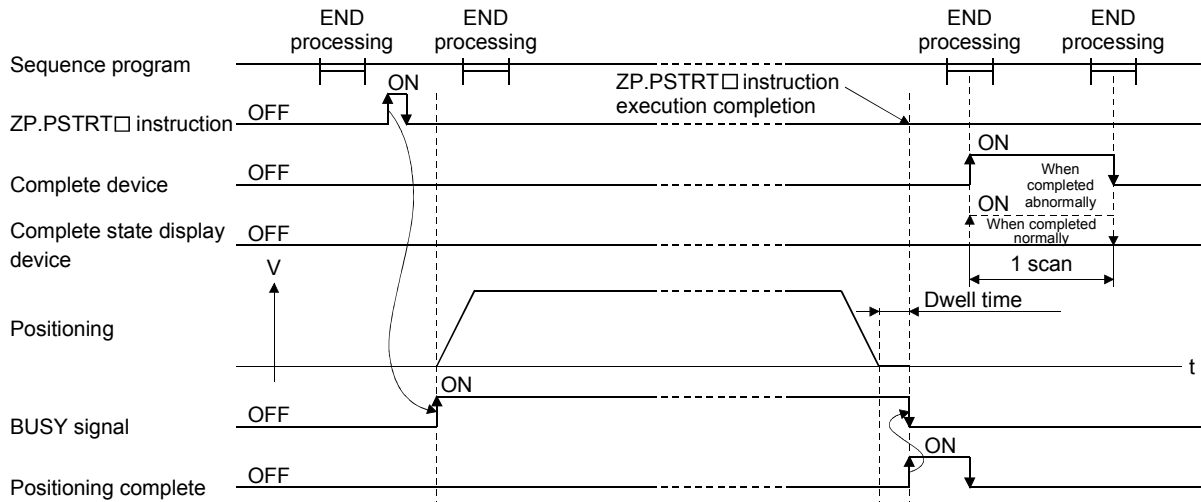 END
processing
END
processing
END
processing
END
processing
Sequence program
ON
ZP.PSTRT□ instruction
execution completion
ZP.PSTRT□ instruction
OFF
ON
Complete device
OFF
When
completed
abnormally
ON
Complete state display
device
OFF
When completed
normally
1 scan
V
Dwell time
Positioning
t
ON
BUSY signal
OFF
ON
Positioning complete
OFF